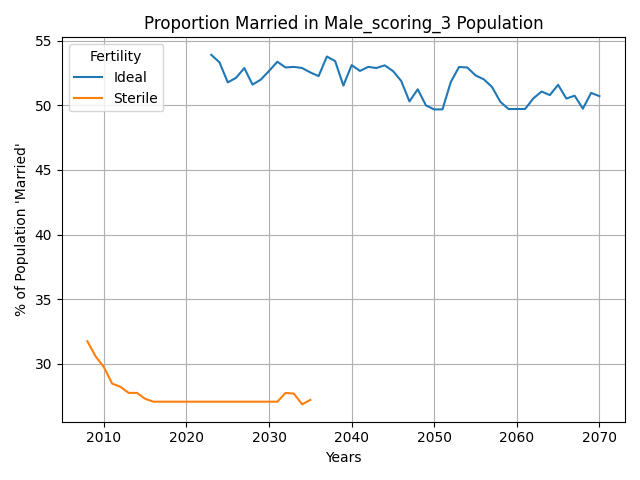 Proportion Married in Male_scoring_3 Population
% of Population 'Married'
55
50
45
40
35
30
Fertility
Ideal
Sterile
2010 2020 2030 2040 2050 2060 2070
Years